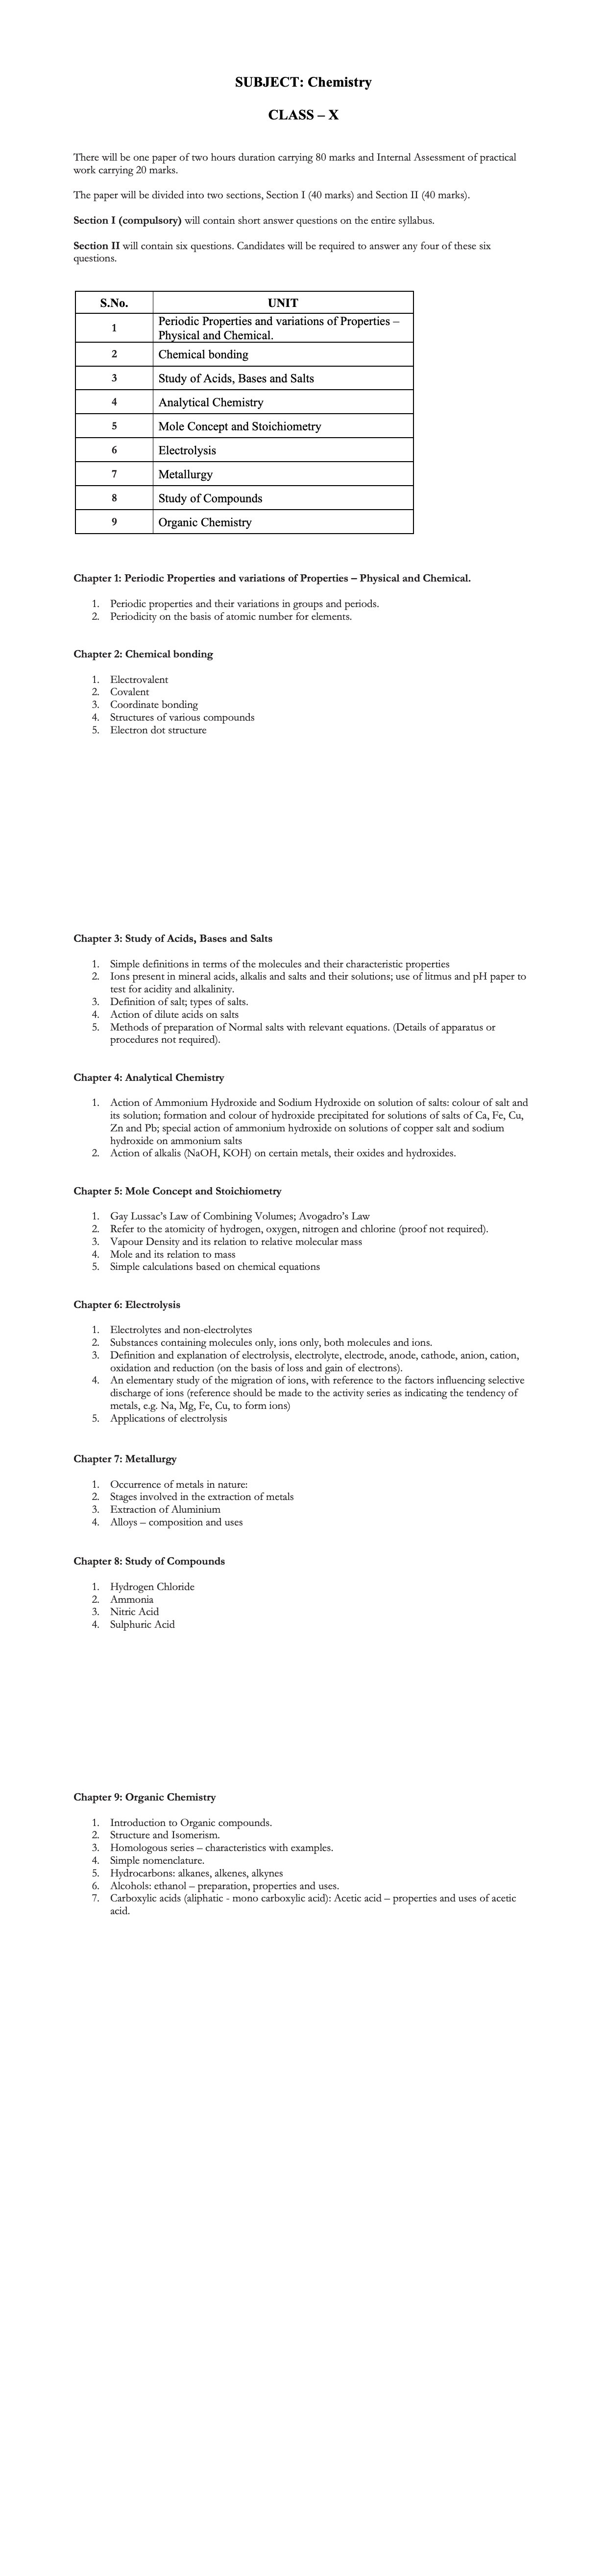 SUBJECT: Chemistry
CLASS – X
There will be one paper of two hours duration carrying 80 marks and Internal Assessment of practical
work carrying 20 marks.
The paper will be divided into two sections, Section I (40 marks) and Section II (40 marks).
Section I (compulsory) will contain short answer questions on the entire syllabus.
Section II will contain six questions. Candidates will be required to answer any four of these six
questions.
S.No. UNIT
1 Periodic Properties and variations of Properties –
Physical and Chemical.
2 Chemical bonding
3 Study of Acids, Bases and Salts
4 Analytical Chemistry
5 Mole Concept and Stoichiometry
6 Electrolysis
7 Metallurgy
8 Study of Compounds
9 Organic Chemistry
Chapter 1: Periodic Properties and variations of Properties – Physical and Chemical.
1. Periodic properties and their variations in groups and periods.
2. Periodicity on the basis of atomic number for elements.
Chapter 2: Chemical bonding
1. Electrovalent
2. Covalent
3. Coordinate bonding
4. Structures of various compounds
5. Electron dot structure
Chapter 3: Study of Acids, Bases and Salts
1. Simple definitions in terms of the molecules and their characteristic properties
2. Ions present in mineral acids, alkalis and salts and their solutions; use of litmus and pH paper to
test for acidity and alkalinity.
3. Definition of salt; types of salts.
4. Action of dilute acids on salts
5. Methods of preparation of Normal salts with relevant equations. (Details of apparatus or
procedures not required).
Chapter 4: Analytical Chemistry
1. Action of Ammonium Hydroxide and Sodium Hydroxide on solution of salts: colour of salt and
its solution; formation and colour of hydroxide precipitated for solutions of salts of Ca, Fe, Cu,
Zn and Pb; special action of ammonium hydroxide on solutions of copper salt and sodium
hydroxide on ammonium salts
2. Action of alkalis (NaOH, KOH) on certain metals, their oxides and hydroxides.
Chapter 5: Mole Concept and Stoichiometry
1. Gay Lussac’s Law of Combining Volumes; Avogadro’s Law
2. Refer to the atomicity of hydrogen, oxygen, nitrogen and chlorine (proof not required).
3. Vapour Density and its relation to relative molecular mass
4. Mole and its relation to mass
5. Simple calculations based on chemical equations
Chapter 6: Electrolysis
1. Electrolytes and non-electrolytes
2. Substances containing molecules only, ions only, both molecules and ions.
3. Definition and explanation of electrolysis, electrolyte, electrode, anode, cathode, anion, cation,
oxidation and reduction (on the basis of loss and gain of electrons).
4. An elementary study of the migration of ions, with reference to the factors influencing selective
discharge of ions (reference should be made to the activity series as indicating the tendency of
metals, e.g. Na, Mg, Fe, Cu, to form ions)
5. Applications of electrolysis
Chapter 7: Metallurgy
1. Occurrence of metals in nature:
2. Stages involved in the extraction of metals
3. Extraction of Aluminium
4. Alloys – composition and uses
Chapter 8: Study of Compounds
1. Hydrogen Chloride
2. Ammonia
3. Nitric Acid
4. Sulphuric Acid
Chapter 9: Organic Chemistry
1. Introduction to Organic compounds.
2. Structure and Isomerism.
3. Homologous series – characteristics with examples.
4. Simple nomenclature.
5. Hydrocarbons: alkanes, alkenes, alkynes
6. Alcohols: ethanol – preparation, properties and uses.
7. Carboxylic acids (aliphatic - mono carboxylic acid): Acetic acid – properties and uses of acetic
acid.